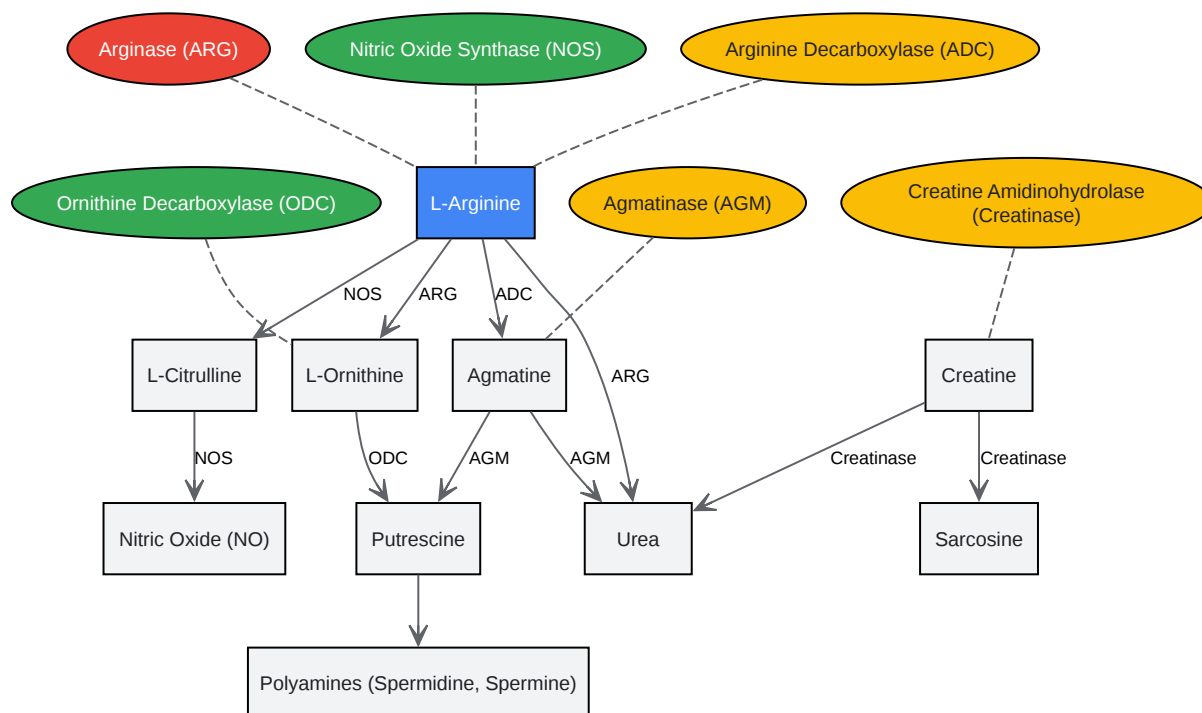 Arginase (ARG)
Nitric Oxide Synthase (NOS)
Arginine Decarboxylase (ADC)
Ornithine Decarboxylase (ODC)
L-Arginine
Agmatinase (AGM)
Creatine Amidinohydrolase
(Creatinase)
NOS
ARG
ADC
L-Citrulline
L-Ornithine
Agmatine
ARG
Creatine
NOS
ODC
AGM
AGM
Creatinase
Creatinase
Nitric Oxide (NO)
Putrescine
Urea
Sarcosine
Polyamines (Spermidine, Spermine)